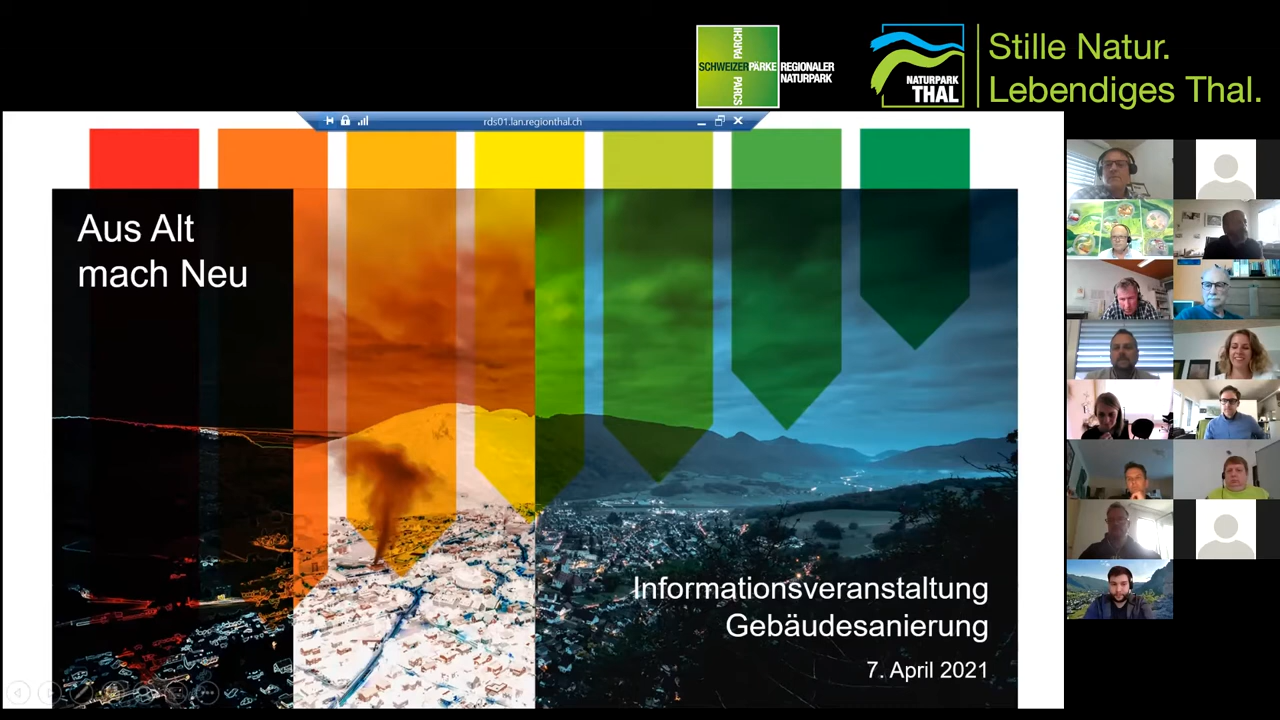 SCHWEIZER PÄRKE
PARCHI
PARCS
REGIONALER
NATURPARK
NATURPARK
THAL
Stille Natur.
Lebendiges Thal.
rds01.lan.regionthal.ch
Aus Alt
mach Neu
Informationsveranstaltung
Gebäudesanierung
7. April 2021